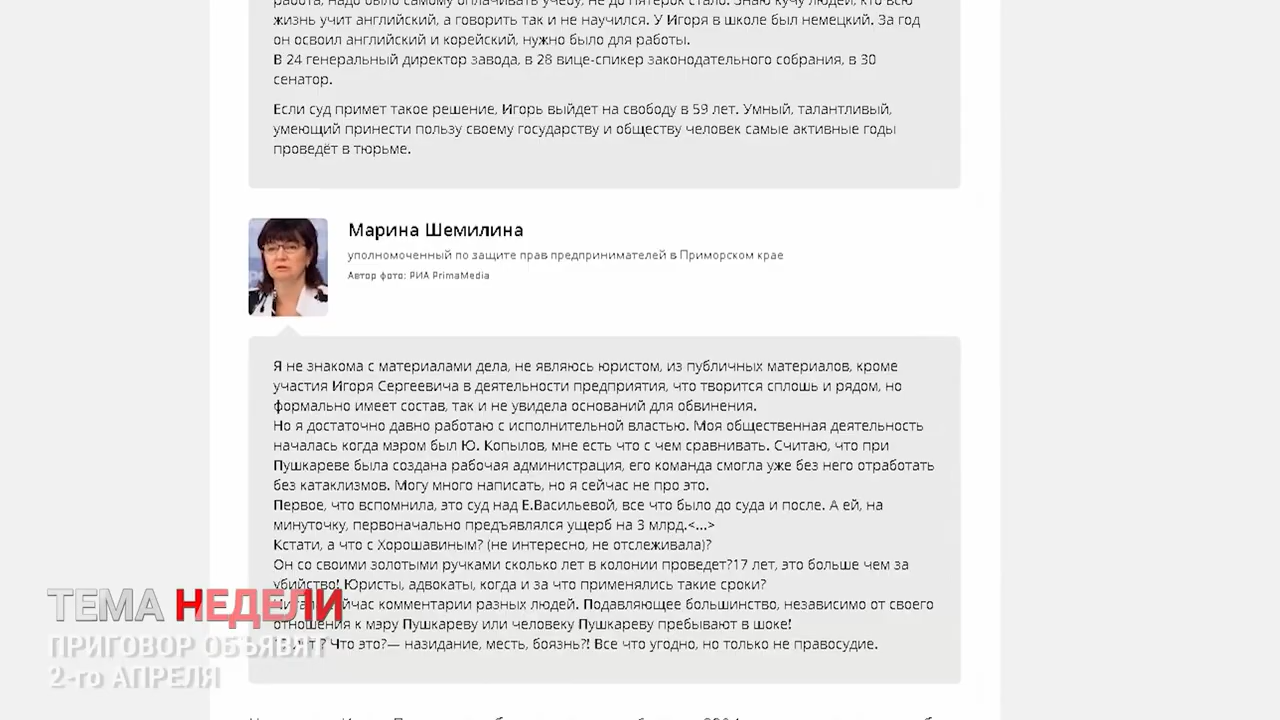 работа, надо было самому оплачивать учебу, не до пятерок стало. Знаю кучу людей, кто всю
жизнь учит английский, а говорить так и не научился. У Игоря в школе был немецкий. За год
он освоил английский и корейский, нужно было для работы.
В 24 генеральный директор завода, в 28 вице-спикер законодательного собрания, в 30
сенатор.
Если суд примет такое решение, Игорь выйдет на свободу в 59 лет. Умный, талантливый,
умеющий принести пользу своему государству и обществу человек самые активные годы
проведёт в тюрьме.
Марина Шемилина
уполномоченный по защите прав предпринимателей в Приморском крае
Автор фото: РИА PrimaMedia
Я не знакома с материалами дела, не являюсь юристом, из публичных материалов, кроме
участия Игоря Сергеевича в деятельности предприятия, что творится сплошь и рядом, но
формально имеет состав, так и не увидела оснований для обвинения.
Но я достаточно давно работаю с исполнительной властью. Моя общественная деятельность
началась когда мэром был Ю. Копылов, мне есть что с чем сравнивать. Считаю, что при
Пушкареве была создана рабочая администрация, его команда смогла уже без него отработать
без катаклизмов. Могу много написать, но я сейчас не про это.
Первое, что вспомнила, это суд над Е.Васильевой, все что было до суда и после. А ей, на
минуточку, первоначально предъявлялся ущерб на 3 млрд.<...>
Кстати, а что с Хорошавиным? (не интересно, не отслеживала)?
Он со своими золотыми ручками сколько лет в колонии проведет?17 лет, это больше чем за
убийство! Юристы, адвокаты, когда и за что применялись такие сроки?
комментарии разных людей. Подавляющее большинство, независимо от своего
отношения к мэру Пушкареву или человеку Пушкареву пребывают в шоке!
Что это?— назидание, месть, боязнь?! Все что угодно, но только не правосудие.
ТЕМА НЕДЕЛИ
ПРИГОВОР ОБЪЯВЯТ
2-го АПРЕЛЯ